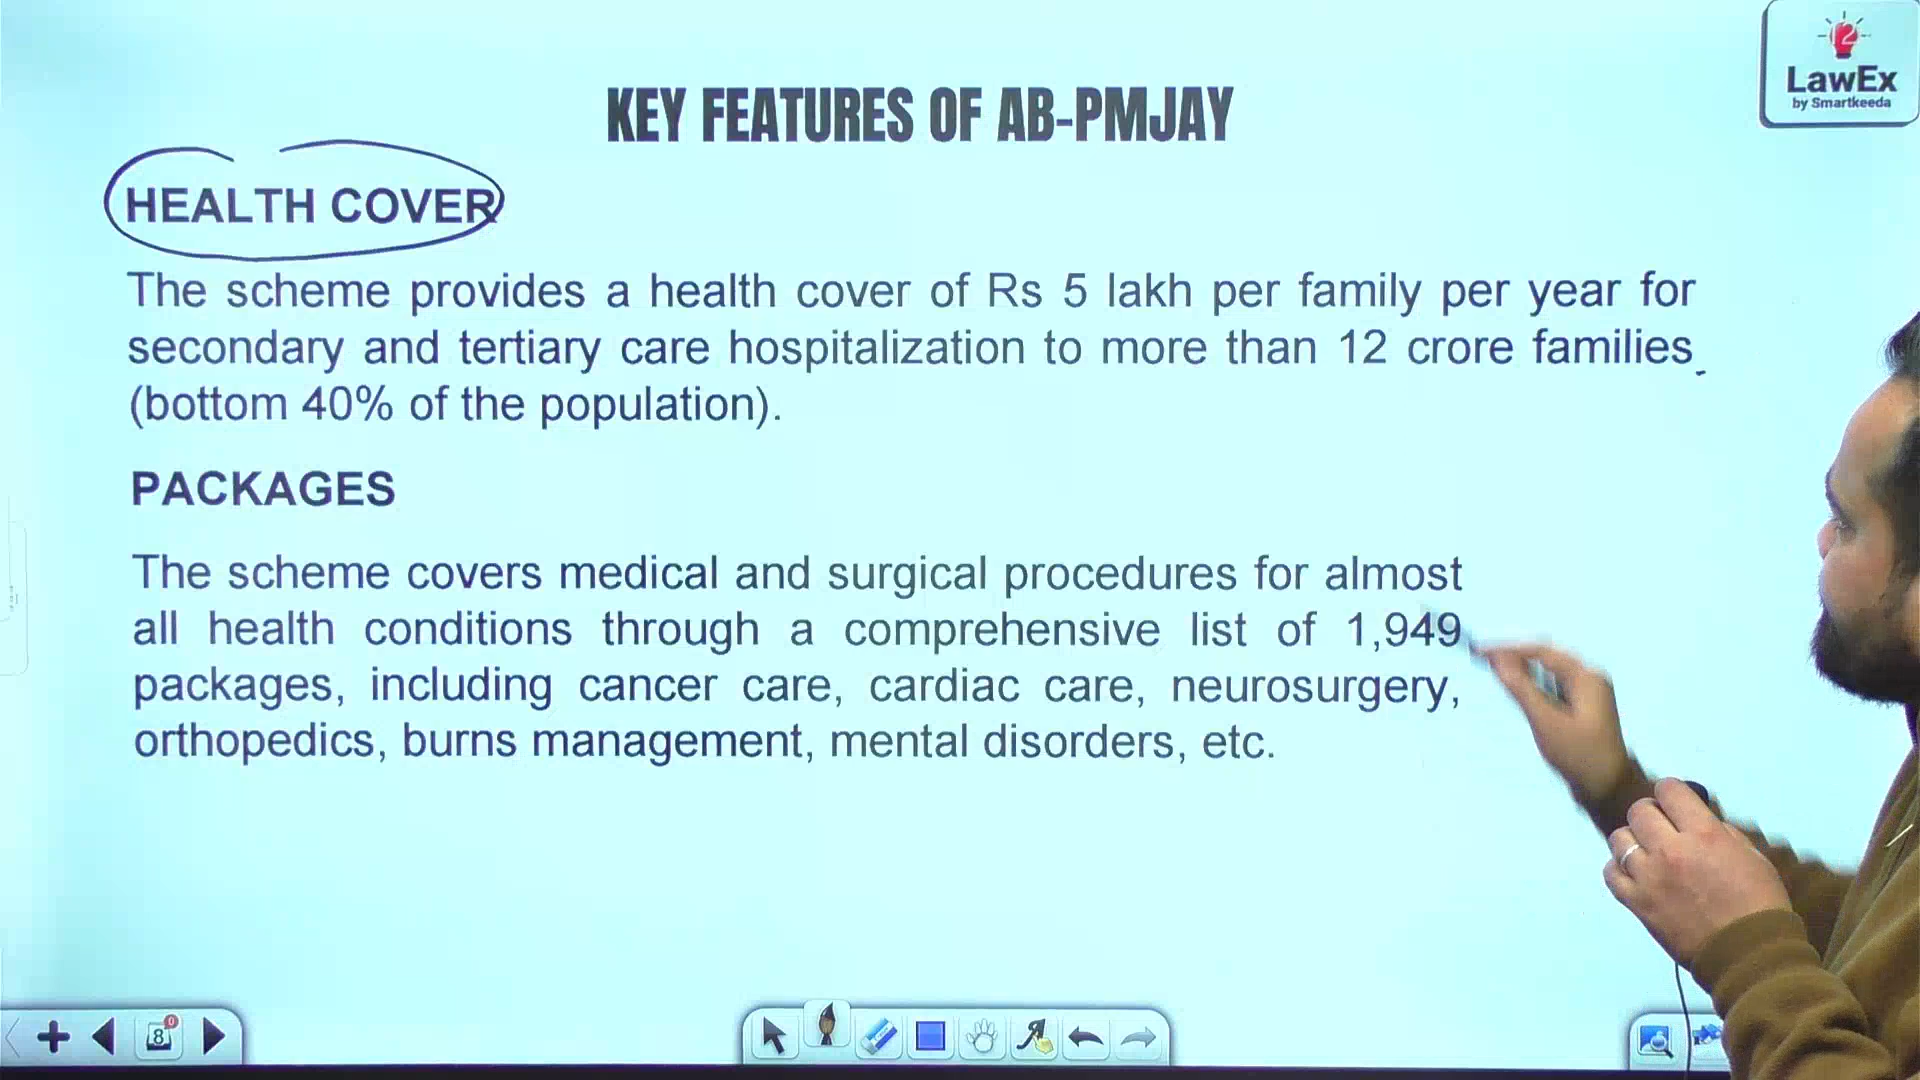 LawEx
by Smartkeeda
KEY FEATURES OF AB-PMJAY
HEALTH COVER
The scheme provides a health cover of Rs 5 lakh per family per year for
secondary and tertiary care hospitalization to more than 12 crore families
(bottom 40% of the population).
PACKAGES
The scheme covers medical and surgical procedures for almost
all health conditions through a comprehensive list of 1,949
packages, including cancer care, cardiac care, neurosurgery,
orthopedics, burns management, mental disorders, etc.
8
0